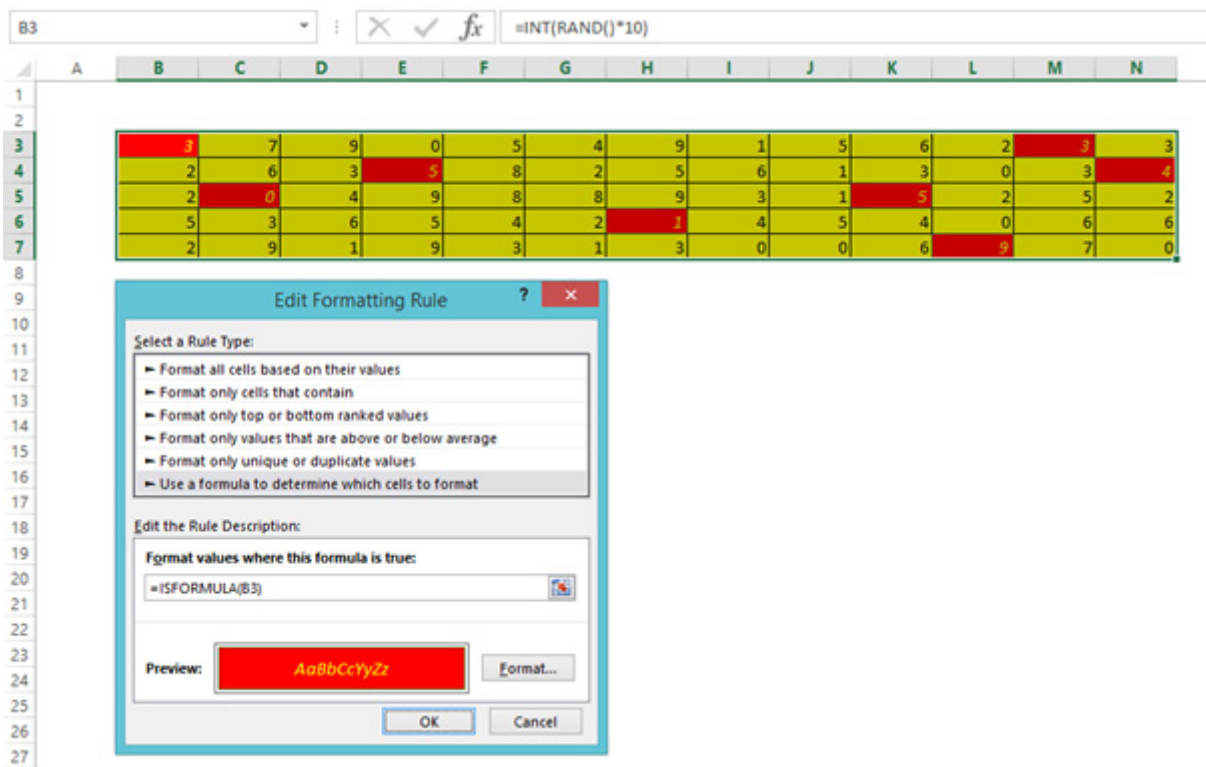 B3 fx =INT(RAND()*10)
A B C D E F G H I J K L M N
1
2
3 3 7 9 0 5 4 9 1 5 6 2 3 3
4 2 6 3 5 8 2 5 6 1 3 0 3 4
5 2 0 4 9 8 8 9 3 1 5 2 5 2
6 5 3 6 5 4 2 1 4 5 4 0 6 6
7 2 9 1 9 3 1 3 0 0 6 9 7 0
8
9 Edit Formatting Rule ?
10
11 Select a Rule Type:
12 ► Format all cells based on their values
13 ► Format only cells that contain
14 ► Format only top or bottom ranked values
15 ► Format only values that are above or below average
► Format only unique or duplicate values
16 ► Use a formula to determine which cells to format
17
18 Edit the Rule Description:
19 Format values where this formula is true:
20 =ISFORMULA(B3)
21
22
23 Preview: AaBbCcYyZz Format...
24
25 OK Cancel
26
27